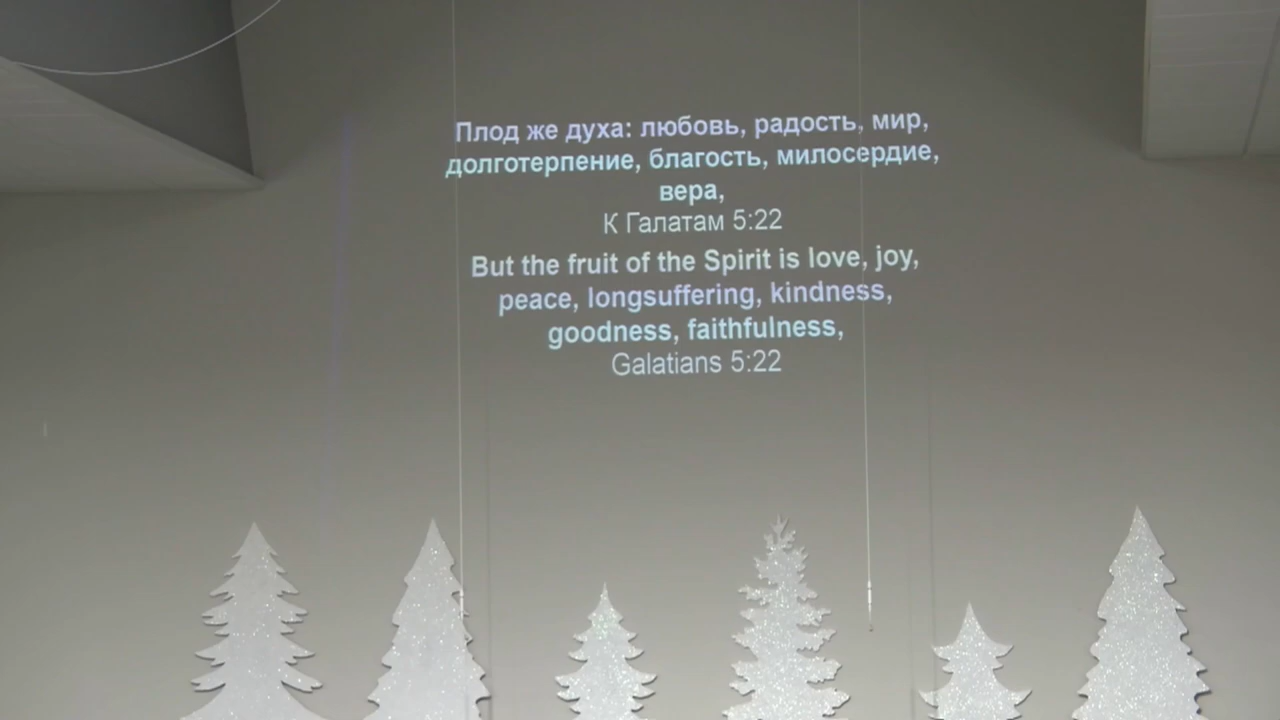 Плод же духа: любовь, радость, мир,
долготерпение, благость, милосердие,
вера,
К Галатам 5:22
But the fruit of the Spirit is love, joy,
peace, longsuffering, kindness,
goodness, faithfulness,
Galatians 5:22